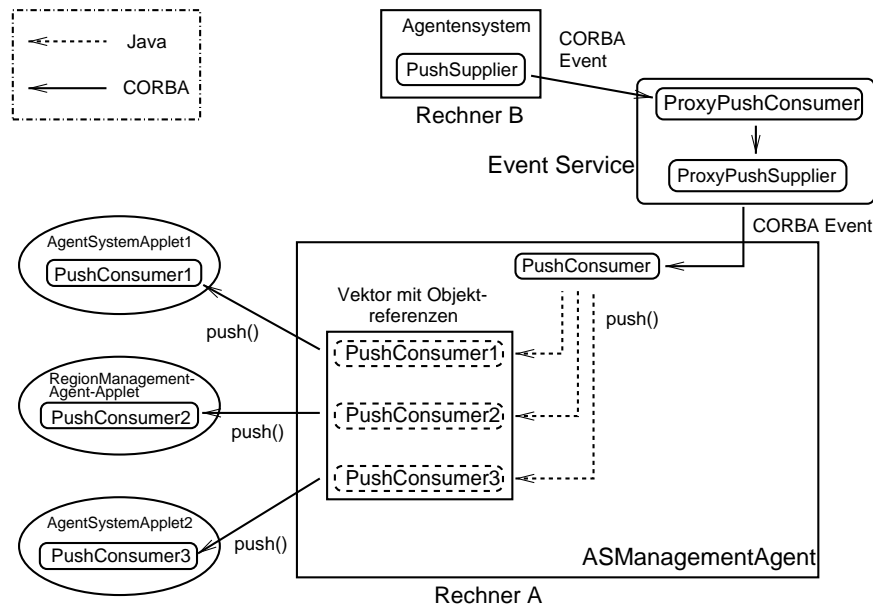 Java
CORBA
Agentensystem
PushSupplier
Rechner B
CORBA
Event
ProxyPushConsumer
ProxyPushSupplier
Event Service
CORBA Event
AgentSystemApplet1
PushConsumer1
push()
RegionManagement-
Agent-Applet
PushConsumer2
push()
AgentSystemApplet2
PushConsumer3
push()
PushConsumer
push()
Vektor mit Objekt-
referenzen
PushConsumer1
PushConsumer2
PushConsumer3
ASManagementAgent
Rechner A